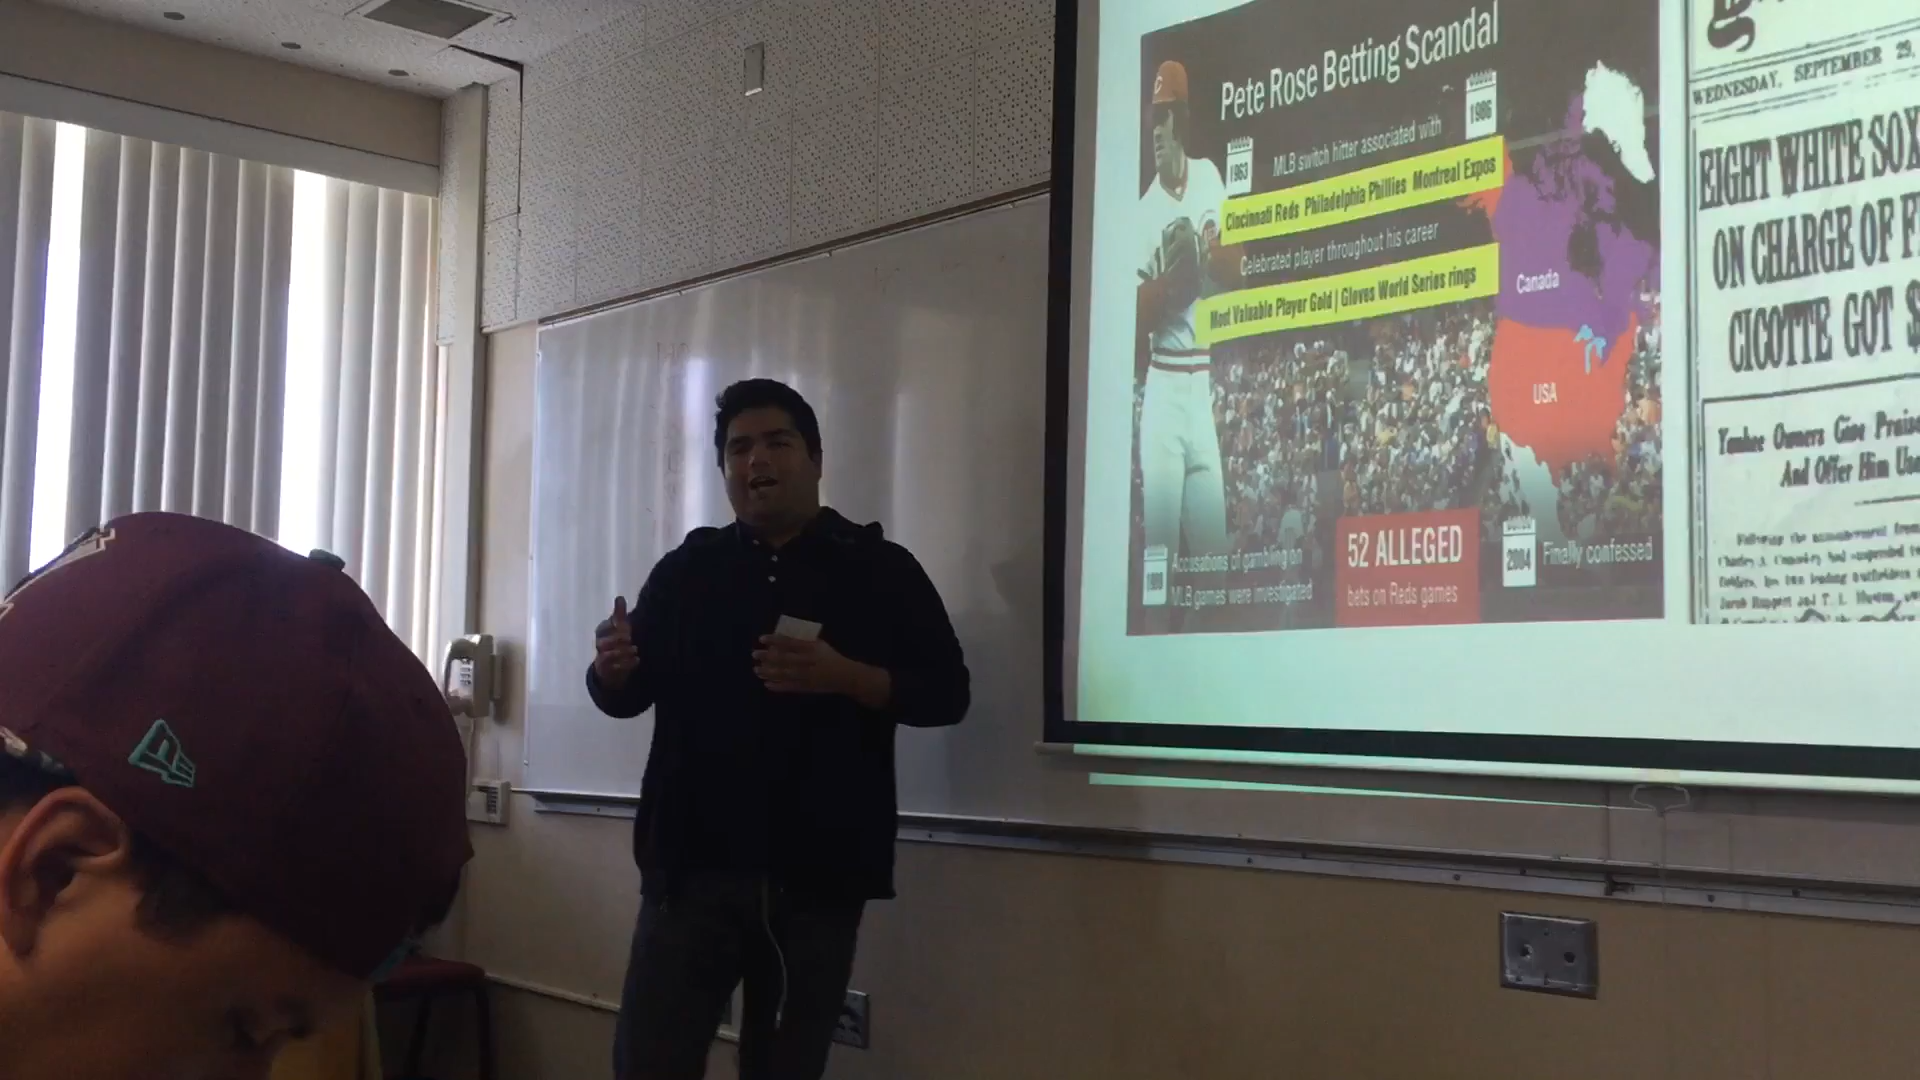 Pete Rose Betting Scandal
1963
MLB switch hitter associated with
1986
Cincinnati Reds Philadelphia Phillies Montreal Expos
Celebrated player throughout his career
Most Valuable Player Gold | Gloves World Series rings
Canada
USA
1989
Accusations of gambling on
MLB games were investigated
52 ALLEGED
bets on Reds games
2004
Finally confessed
WEDNESDAY, SEPTEMBER 29,
EIGHT WHITE SOX
ON CHARGE OF F
CICOTTE GOT $
Yankee Owners Give Praise
And Offer Him Use